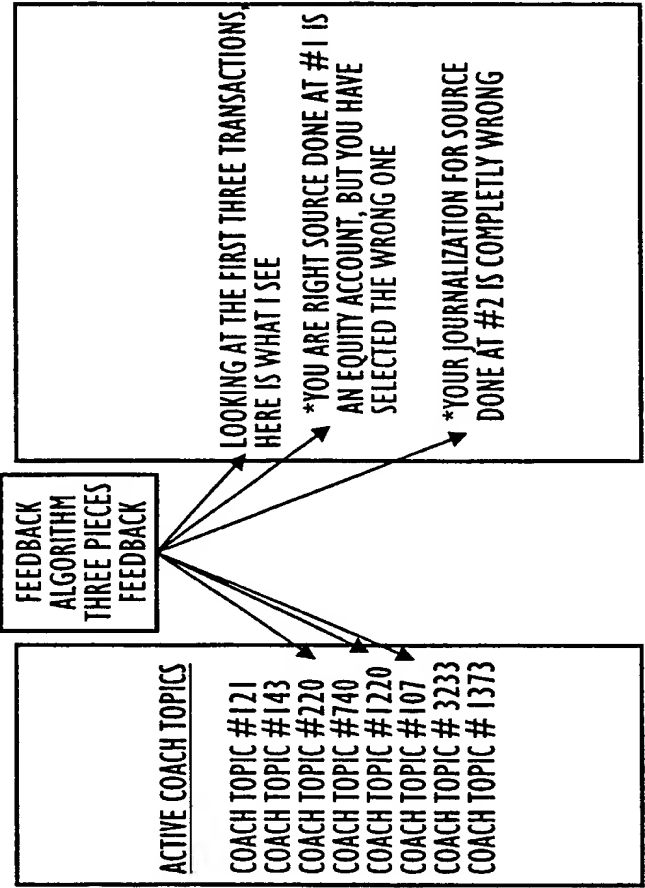 FEEDBACK
ALGORITHM
THREE PIECES
FEEDBACK
ACTIVE COACH TOPICS
COACH TOPIC #121
COACH TOPIC #143
COACH TOPIC #220
COACH TOPIC #740
COACH TOPIC #1220
COACH TOPIC #107
COACH TOPIC # 3233
COACH TOPIC # 1373
LOOKING AT THE FIRST THREE TRANSACTIONS,
HERE IS WHAT I SEE
*YOU ARE RIGHT SOURCE DONE AT #1 IS
AN EQUITY ACCOUNT, BUT YOU HAVE
SELECTED THE WRONG ONE
*YOUR JOURNALIZATION FOR SOURCE
DONE AT #2 IS COMPLETLY WRONG